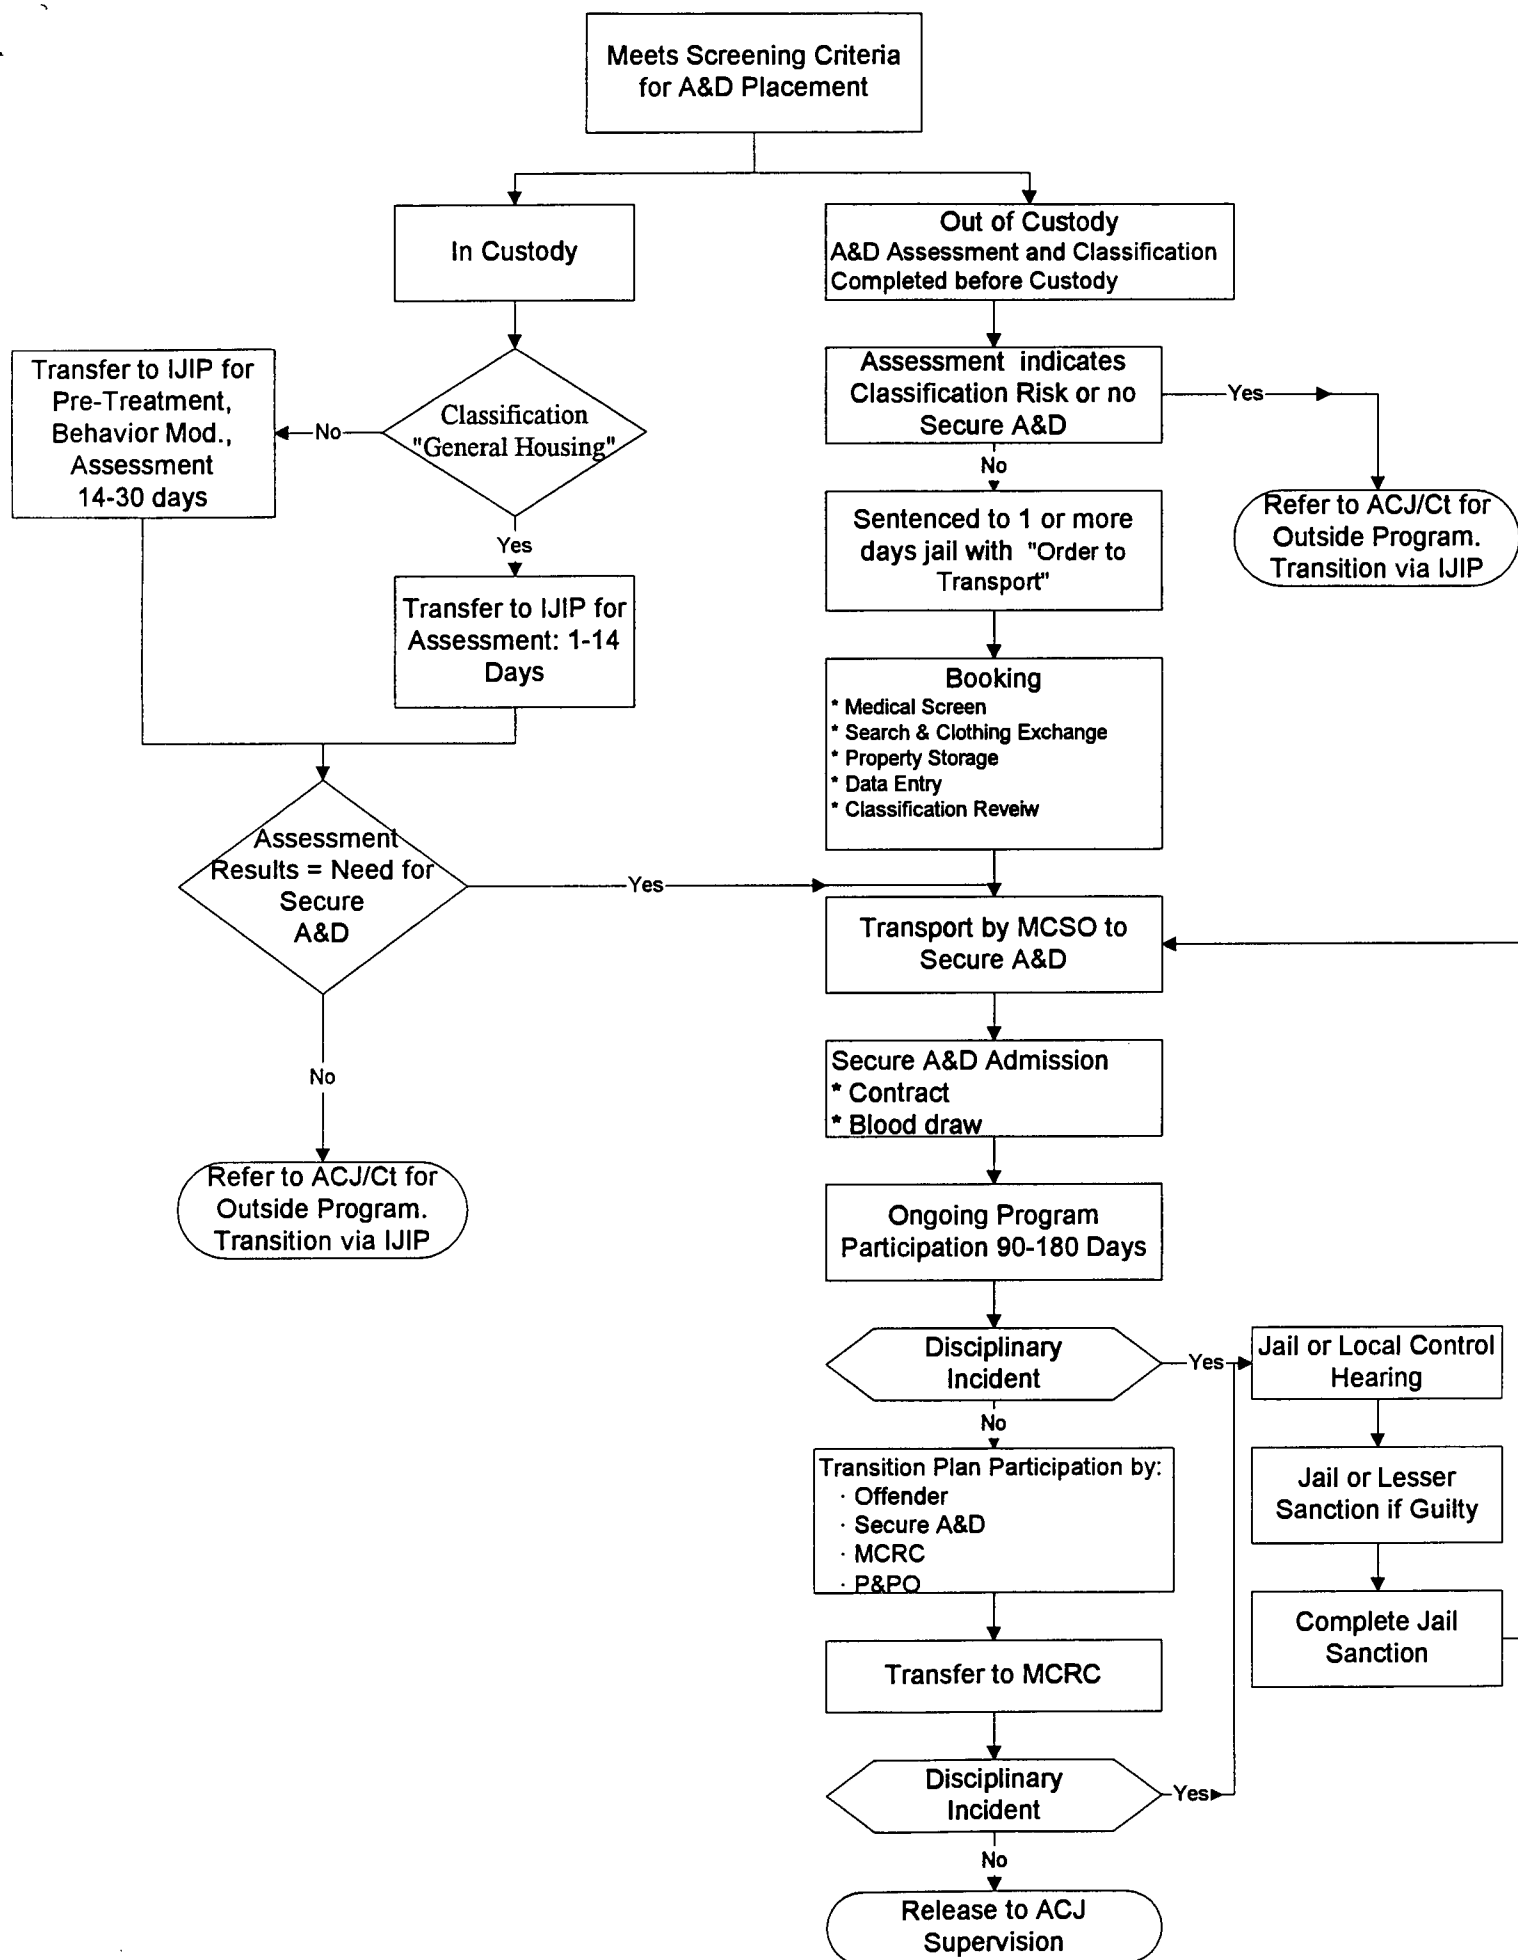 Meets Screening Criteria
for A&D Placement
In Custody
Out of Custody
A&D Assessment and Classification
Completed before Custody
Transfer to IJIP for
Pre-Treatment,
Behavior Mod.,
Assessment
14-30 days
No
Classification
"General Housing"
Yes
Transfer to IJIP for
Assessment: 1-14
Days
Assessment indicates
Classification Risk or no
Secure A&D
Yes
No
Refer to ACJ/Ct for
Outside Program.
Transition via IJIP
Sentenced to 1 or more
days jail with "Order to
Transport"
Booking
* Medical Screen
* Search & Clothing Exchange
* Property Storage
* Data Entry
* Classification Reveiw
Assessment
Results = Need for
Secure
A&D
Yes
No
Refer to ACJ/Ct for
Outside Program.
Transition via IJIP
Transport by MCSO to
Secure A&D
Secure A&D Admission
* Contract
* Blood draw
Ongoing Program
Participation 90-180 Days
Disciplinary
Incident
Yes
No
Jail or Local Control
Hearing
Jail or Lesser
Sanction if Guilty
Complete Jail
Sanction
Transition Plan Participation by:
· Offender
· Secure A&D
· MCRC
· P&PO
Transfer to MCRC
Disciplinary
Incident
Yes
No
Release to ACJ
Supervision